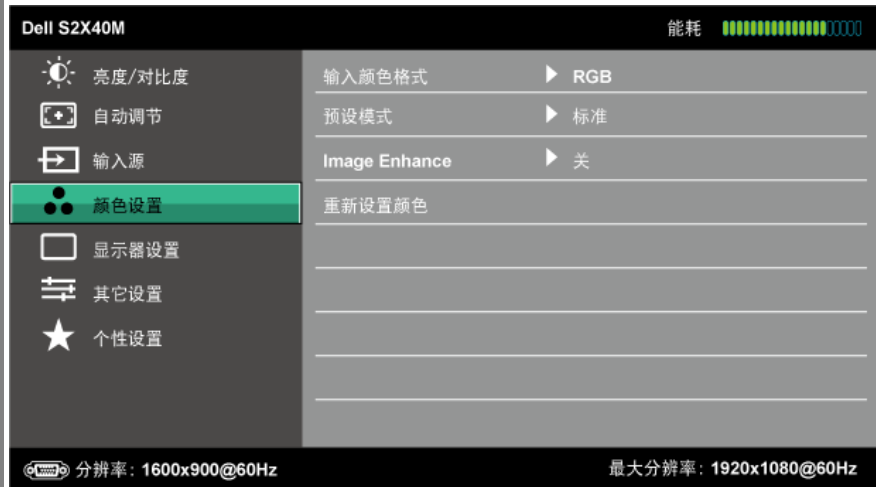 Dell S2X40M 能耗
亮度/对比度 输入颜色格式 RGB
自动调节 预设模式 标准
输入源 Image Enhance 关
颜色设置 重新设置颜色
显示器设置
其它设置
个性设置
分辨率: 1600x900@60Hz 最大分辨率: 1920x1080@60Hz